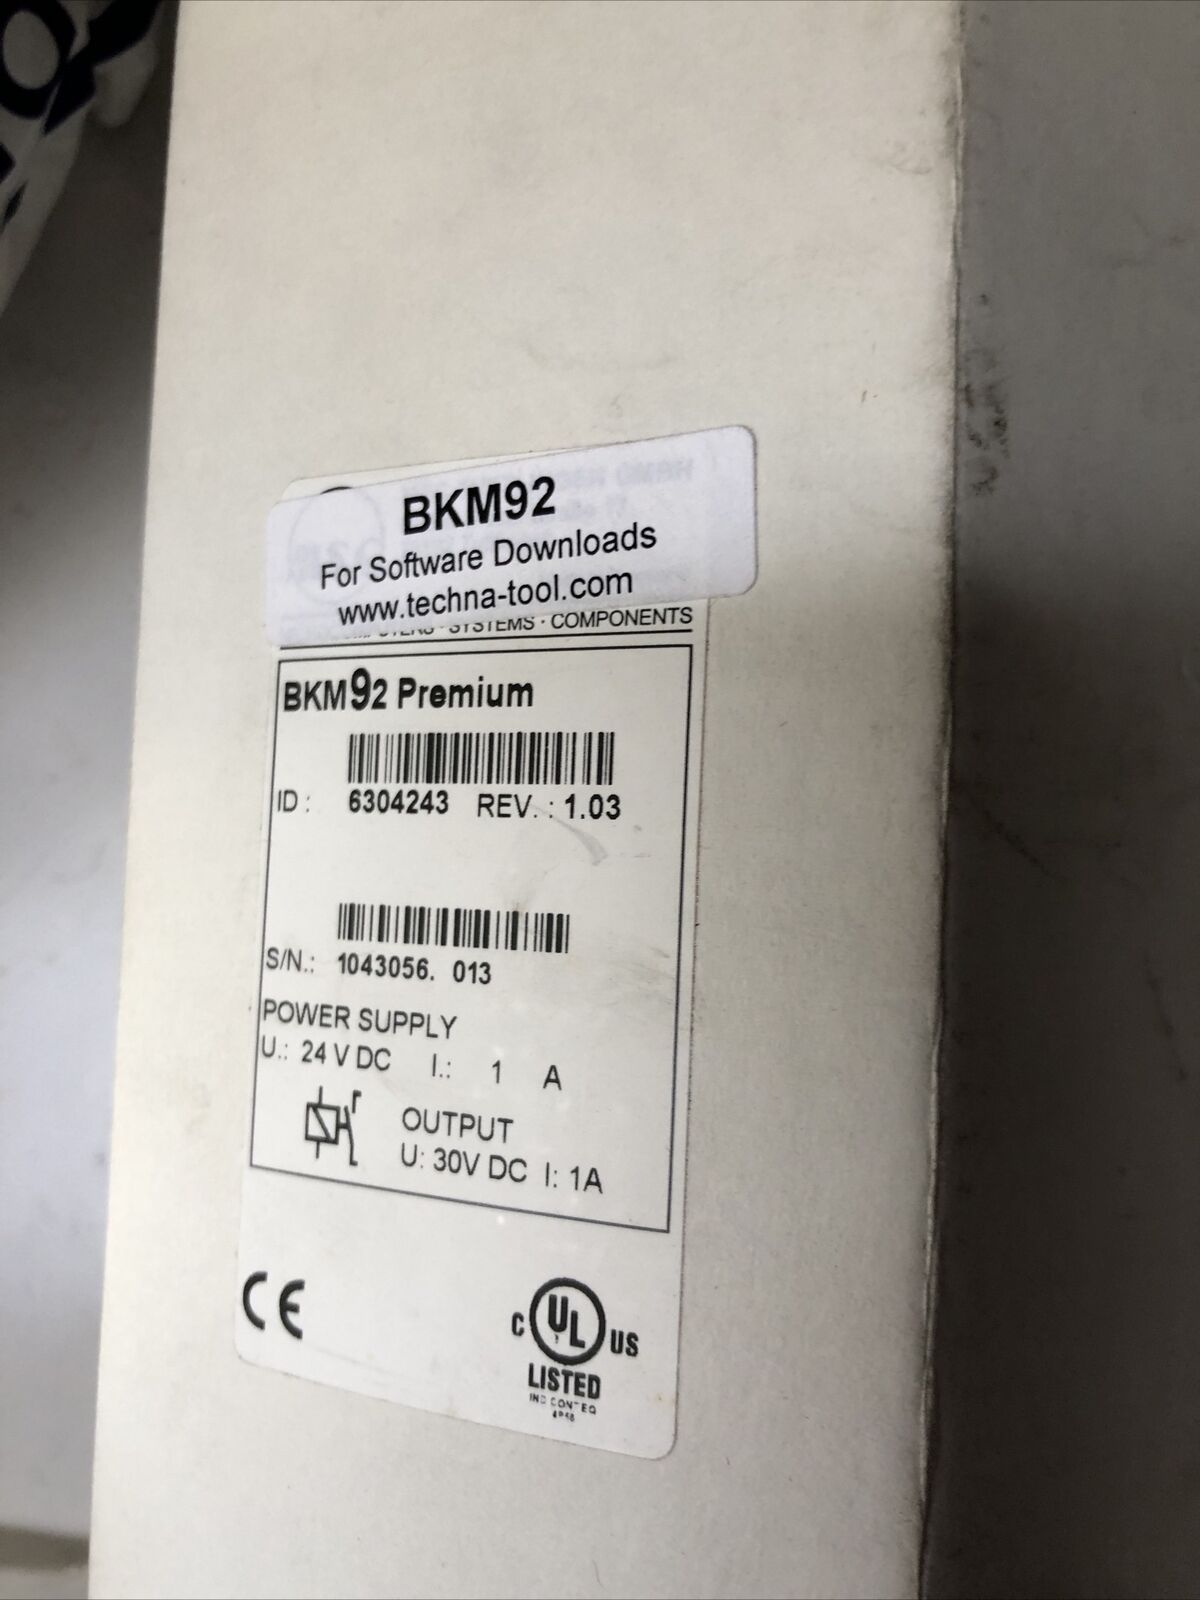 BKM92
For Software Downloads
www.techna-tool.com
SYSTEMS · COMPONENTS
BKM92 Premium
ID : 6304243 REV. : 1.03
S/N.: 1043056. 013
POWER SUPPLY
U.: 24 V DC I.: 1 A
OUTPUT
U: 30V DC I: 1A
CE
C UL US
LISTED